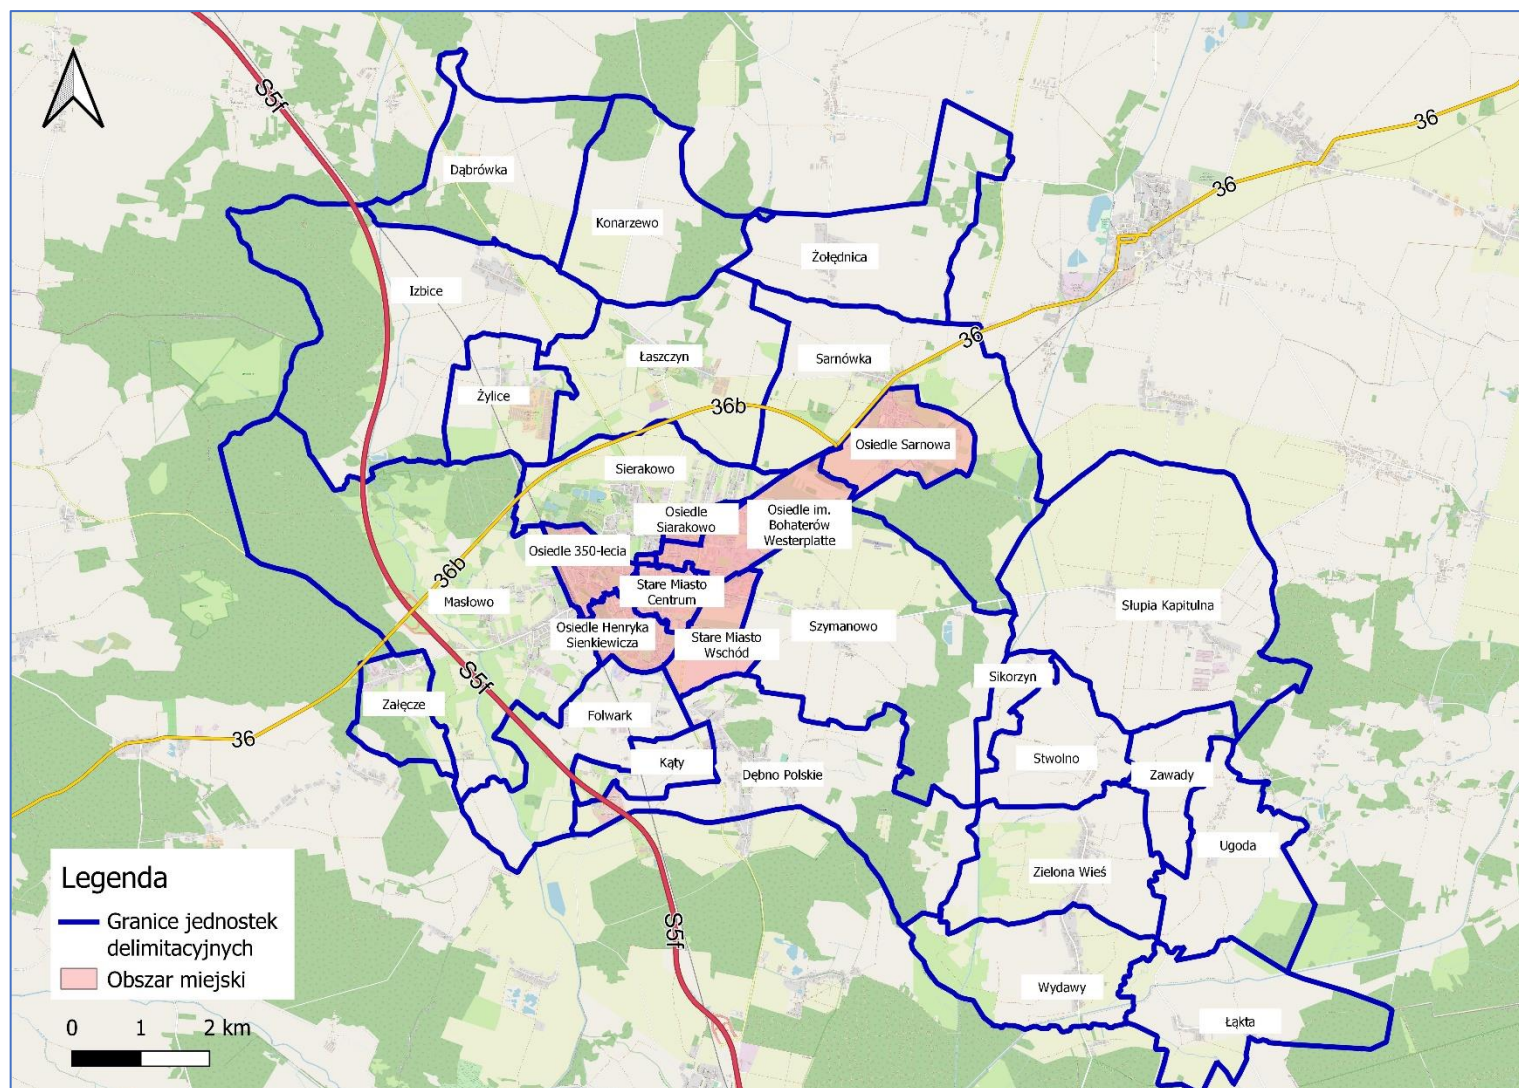 S5f
36
Dąbrówka
36
Konarzewo
Żołędnica
Izbice
36
Łaszczyn
Sarnówka
Żylice
36b
Osiedle Sarnowa
Sierakowo
Osiedle
Siarakowo
Osiedle im.
Bohaterów
Westerplatte
Osiedle 350-lecia
36b
Stare Miasto
Centrum
Masłowo
Słupia Kapitulna
Szymanowo
Osiedle Henryka
Sienkiewicza
Stare Miasto
Wschód
S5f
Sikorzyn
Załęcze
Folwark
36
Kąty
Dębno Polskie
Stwolno
Zawady
Ugoda
Zielona Wieś
S5f
Wydawy
Łąkta
Legenda
Granice jednostek
delimitacyjnych
Obszar miejski
0 1 2 km